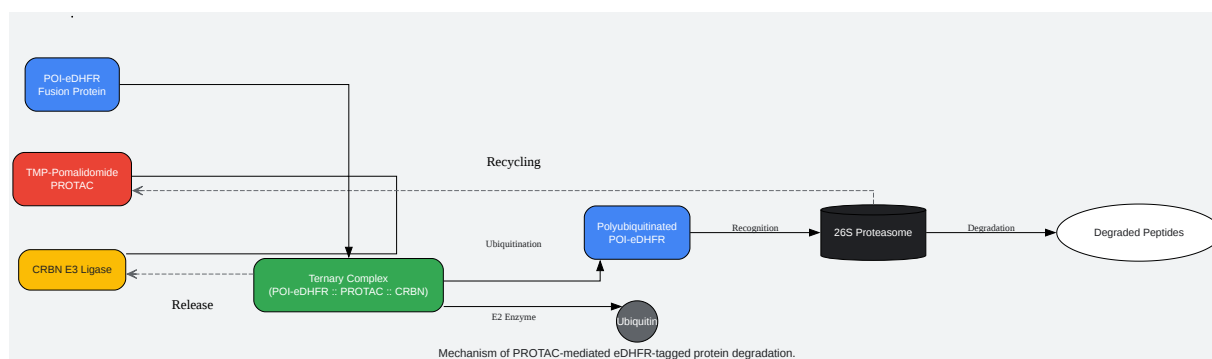 POI-eDHFR
Fusion Protein
TMP-Pomalidomide
PROTAC
Recycling
Polyubiquitinated
POI-eDHFR
Recognition
26S Proteasome
Degradation
Degraded Peptides
Ubiquitination
CRBN E3 Ligase
Ternary Complex
(POI-eDHFR :: PROTAC :: CRBN)
Release
E2 Enzyme
Ubiquitin
Mechanism of PROTAC-mediated eDHFR-tagged protein degradation.